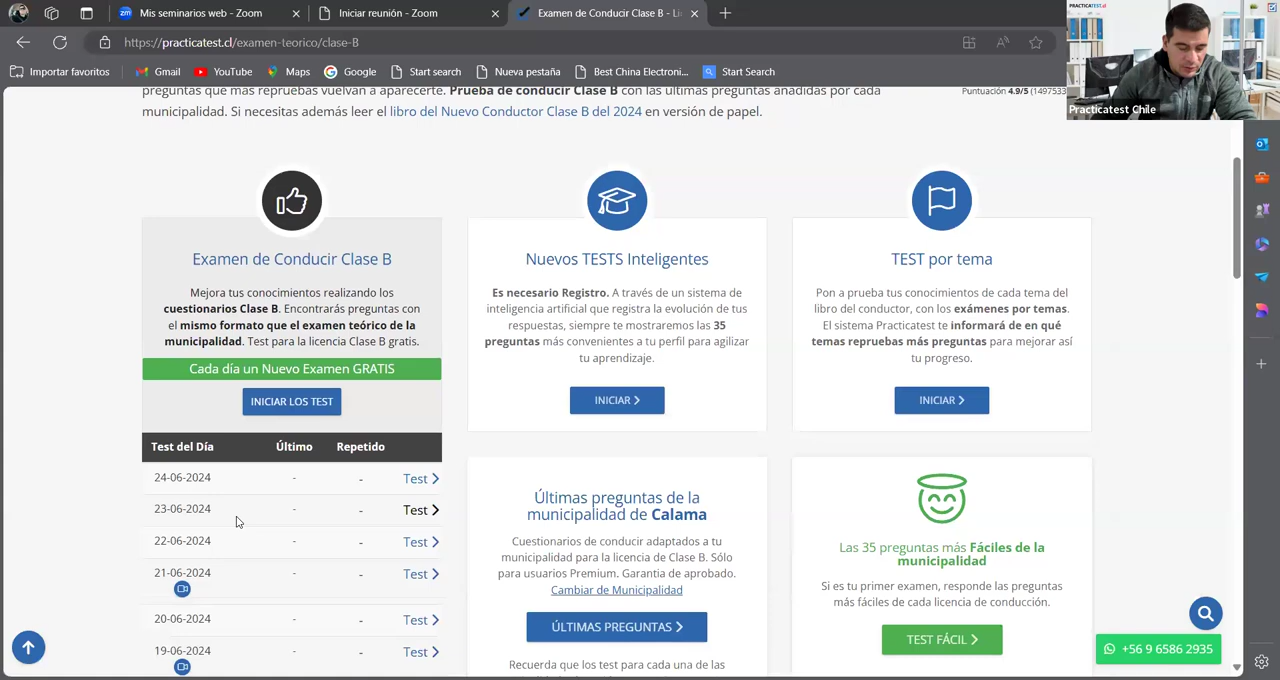 Mis seminarios web - Zoom
Iniciar reunión - Zoom
Examen de Conducir Clase B - Li
https://practicatest.cl/examen-teorico/clase-B
Importar favoritos
Gmail
YouTube
Maps
Google
Start search
Nueva pestaña
Best China Electroni...
Start Search
PRACTICATEST.cl
Practicatest Chile
preguntas que más repruebas vuelvan a aparecerte. Prueba de conducir Clase B con las últimas preguntas añadidas por cada
municipalidad. Si necesitas además leer el libro del Nuevo Conductor Clase B del 2024 en versión de papel.
Puntuación 4.9/5 (1497533
Examen de Conducir Clase B
Mejora tus conocimientos realizando los
cuestionarios Clase B. Encontrarás preguntas con
el mismo formato que el examen teórico de la
municipalidad. Test para la licencia Clase B gratis.
Cada día un Nuevo Examen GRATIS
INICIAR LOS TEST
Test del Día Último Repetido
24-06-2024 - - Test
23-06-2024 - - Test
22-06-2024 - - Test
21-06-2024 - - Test
20-06-2024 - - Test
19-06-2024 - - Test
Nuevos TESTS Inteligentes
Es necesario Registro. A través de un sistema de
inteligencia artificial que registra la evolución de tus
respuestas, siempre te mostraremos las 35
preguntas más convenientes a tu perfil para agilizar
tu aprendizaje.
INICIAR
TEST por tema
Pon a prueba tus conocimientos de cada tema del
libro del conductor, con los exámenes por temas.
El sistema Practicatest te informará de en qué
temas repruebas más preguntas para mejorar así
tu progreso.
INICIAR
Últimas preguntas de la
municipalidad de Calama
Cuestionarios de conducir adaptados a tu
municipalidad para la licencia de Clase B. Sólo
para usuarios Premium. Garantia de aprobado.
Cambiar de Municipalidad
ÚLTIMAS PREGUNTAS
Recuerda que los test para cada una de las
Las 35 preguntas más Fáciles de la
municipalidad
Si es tu primer examen, responde las preguntas
más fáciles de cada licencia de conducción.
TEST FÁCIL
+56 9 6586 2935